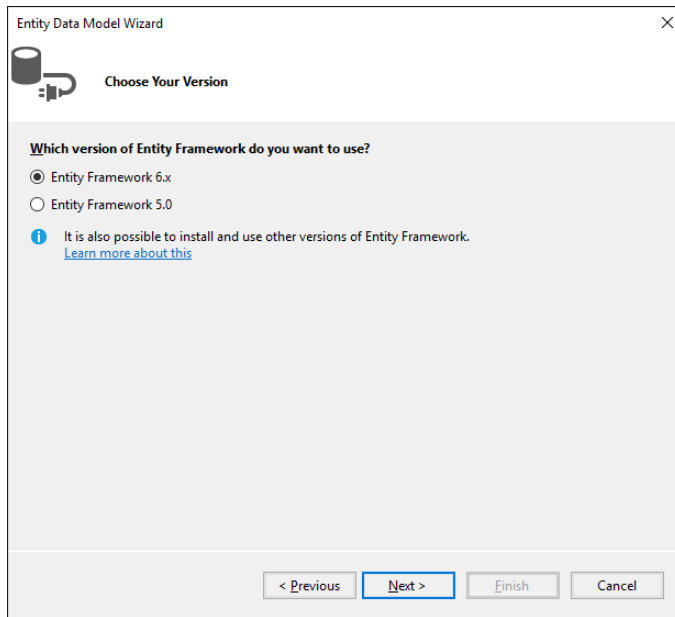 Entity Data Model Wizard
Choose Your Version
Which version of Entity Framework do you want to use?
Entity Framework 6.x
Entity Framework 5.0
It is also possible to install and use other versions of Entity Framework.
Learn more about this
< Previous Next > Finish Cancel